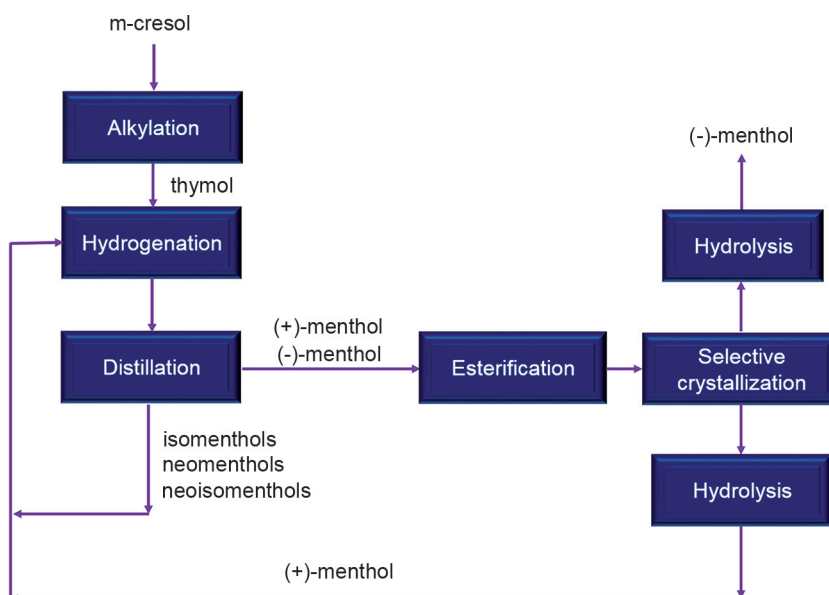 m-cresol
Alkylation
thymol
Hydrogenation
Distillation
(+)-menthol
(-)-menthol
isomenthols
neomenthols
neoisomenthols
Esterification
Selective
crystallization
Hydrolysis
(-)-menthol
Hydrolysis
(+)-menthol